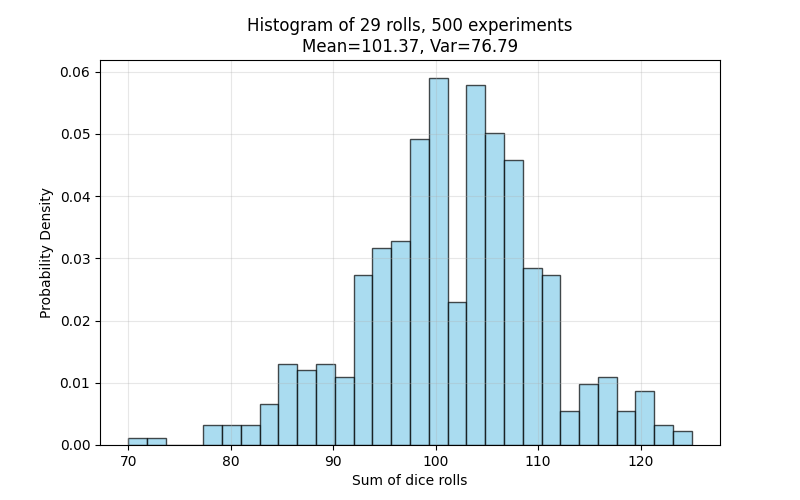 Histogram of 29 rolls, 500 experiments
Mean=101.37, Var=76.79
Probability Density
0.06
0.05
0.04
0.03
0.02
0.01
0.00
70 80 90 100 110 120
Sum of dice rolls